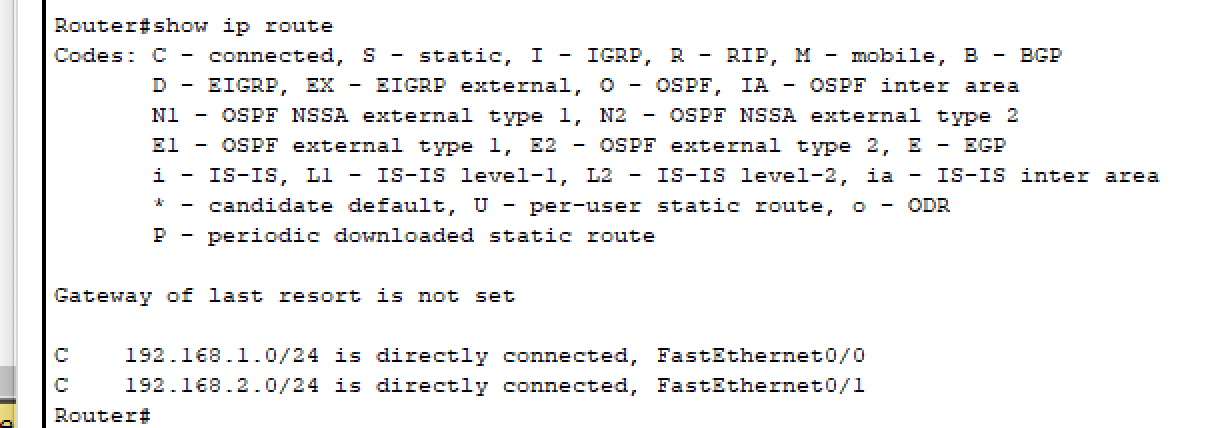 Router#show ip route
Codes: C - connected, S - static, I - IGRP, R - RIP, M - mobile, B - BGP
D - EIGRP, EX - EIGRP external, O - OSPF, IA - OSPF inter area
N1 - OSPF NSSA external type 1, N2 - OSPF NSSA external type 2
E1 - OSPF external type 1, E2 - OSPF external type 2, E - EGP
i - IS-IS, L1 - IS-IS level-1, L2 - IS-IS level-2, ia - IS-IS inter area
* - candidate default, U - per-user static route, o - ODR
P - periodic downloaded static route
Gateway of last resort is not set
C 192.168.1.0/24 is directly connected, FastEthernet0/0
C 192.168.2.0/24 is directly connected, FastEthernet0/1
Router#